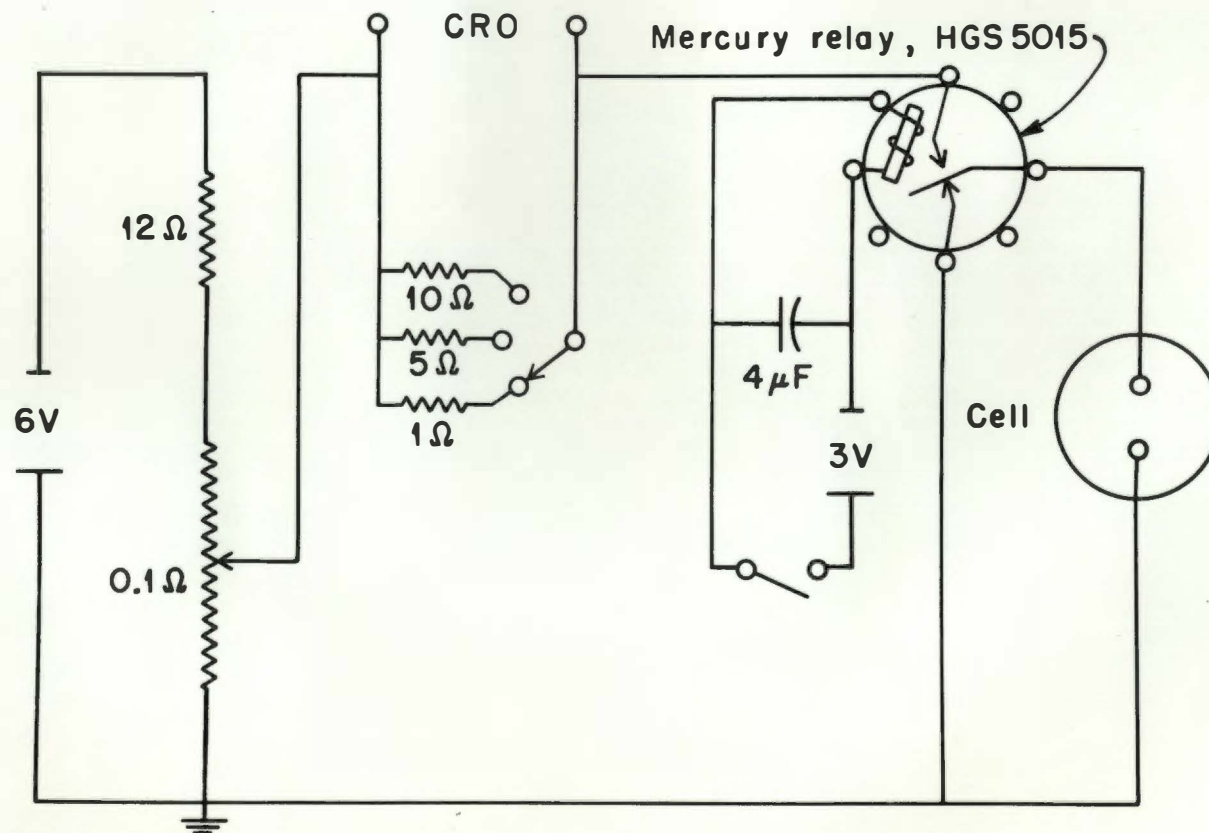 CRO
Mercury relay, HGS 5015
12 Ω
10 Ω
5 Ω
1 Ω
4 μF
6V
Cell
3V
0.1 Ω